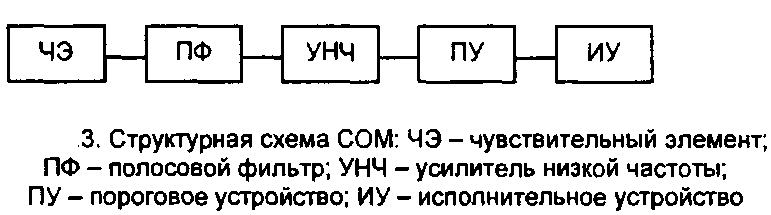 ЧЭ ПФ УНЧ ПУ ИУ
.3. Структурная схема СОМ: ЧЭ – чувствительный элемент;
ПФ – полосовой фильтр; УНЧ – усилитель низкой частоты;
ПУ – пороговое устройство; ИУ – исполнительное устройство